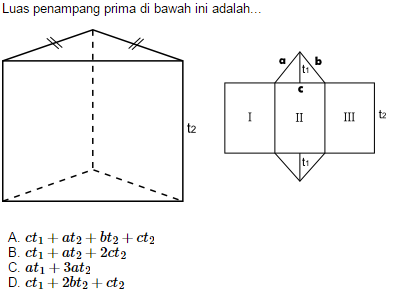 Luas penampang prima di bawah ini adalah...
a b
t₁
c
I II III t₂
t₂
t₁
A. ct₁ + at₂ + bt₂ + ct₂
B. ct₁ + at₂ + 2ct₂
C. at₁ + 3at₂
D. ct₁ + 2bt₂ + ct₂